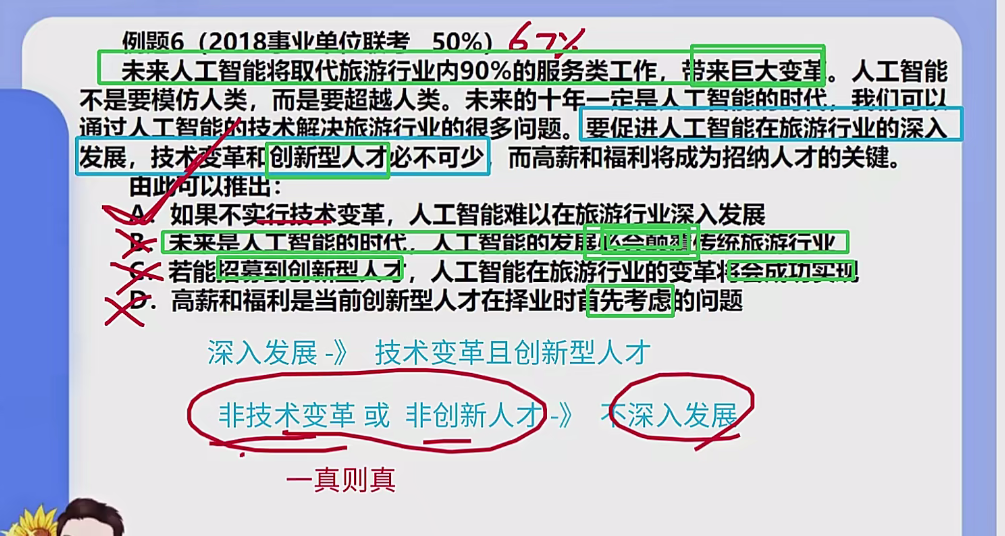 例题6（2018事业单位联考 50%）67%
未来人工智能将取代旅游行业内90%的服务类工作，带来巨大变革。人工智能
不是要模仿人类，而是要超越人类。未来的十年一定是人工智能的时代，我们可以
通过人工智能的技术解决旅游行业的很多问题。要促进人工智能在旅游行业的深入
发展，技术变革和创新型人才必不可少，而高薪和福利将成为招纳人才的关键。
由此可以推出：
A. 如果不实行技术变革，人工智能难以在旅游行业深入发展
B. 未来是人工智能的时代，人工智能的发展必会颠覆传统旅游行业
C. 若能招募到创新型人才，人工智能在旅游行业的变革将会成功实现
D. 高薪和福利是当前创新型人才在择业时首先考虑的问题
深入发展 -》 技术变革且创新型人才
非技术变革 或 非创新人才 -》 不深入发展
一真则真